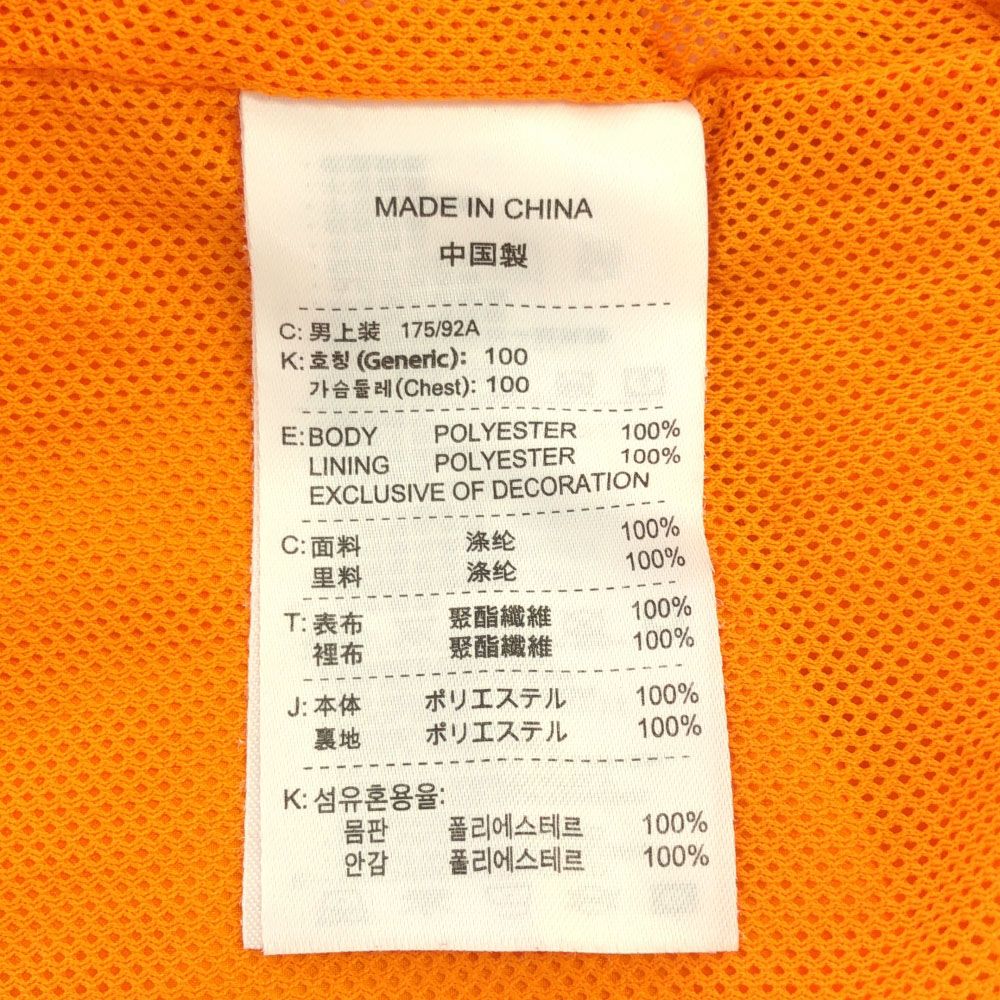 MADE IN CHINA
中国製
C: 男上装 175/92A
K: 호칭 (Generic): 100
가슴둘레(Chest): 100
E: BODY POLYESTER 100%
LINING POLYESTER 100%
EXCLUSIVE OF DECORATION
C: 面料 涤纶 100%
里料 涤纶 100%
T: 表布 聚酯纖維 100%
裡布 聚酯纖維 100%
J: 本体 ポリエステル 100%
裏地 ポリエステル 100%
K: 섬유혼용율:
몸판 폴리에스테르 100%
안감 폴리에스테르 100%